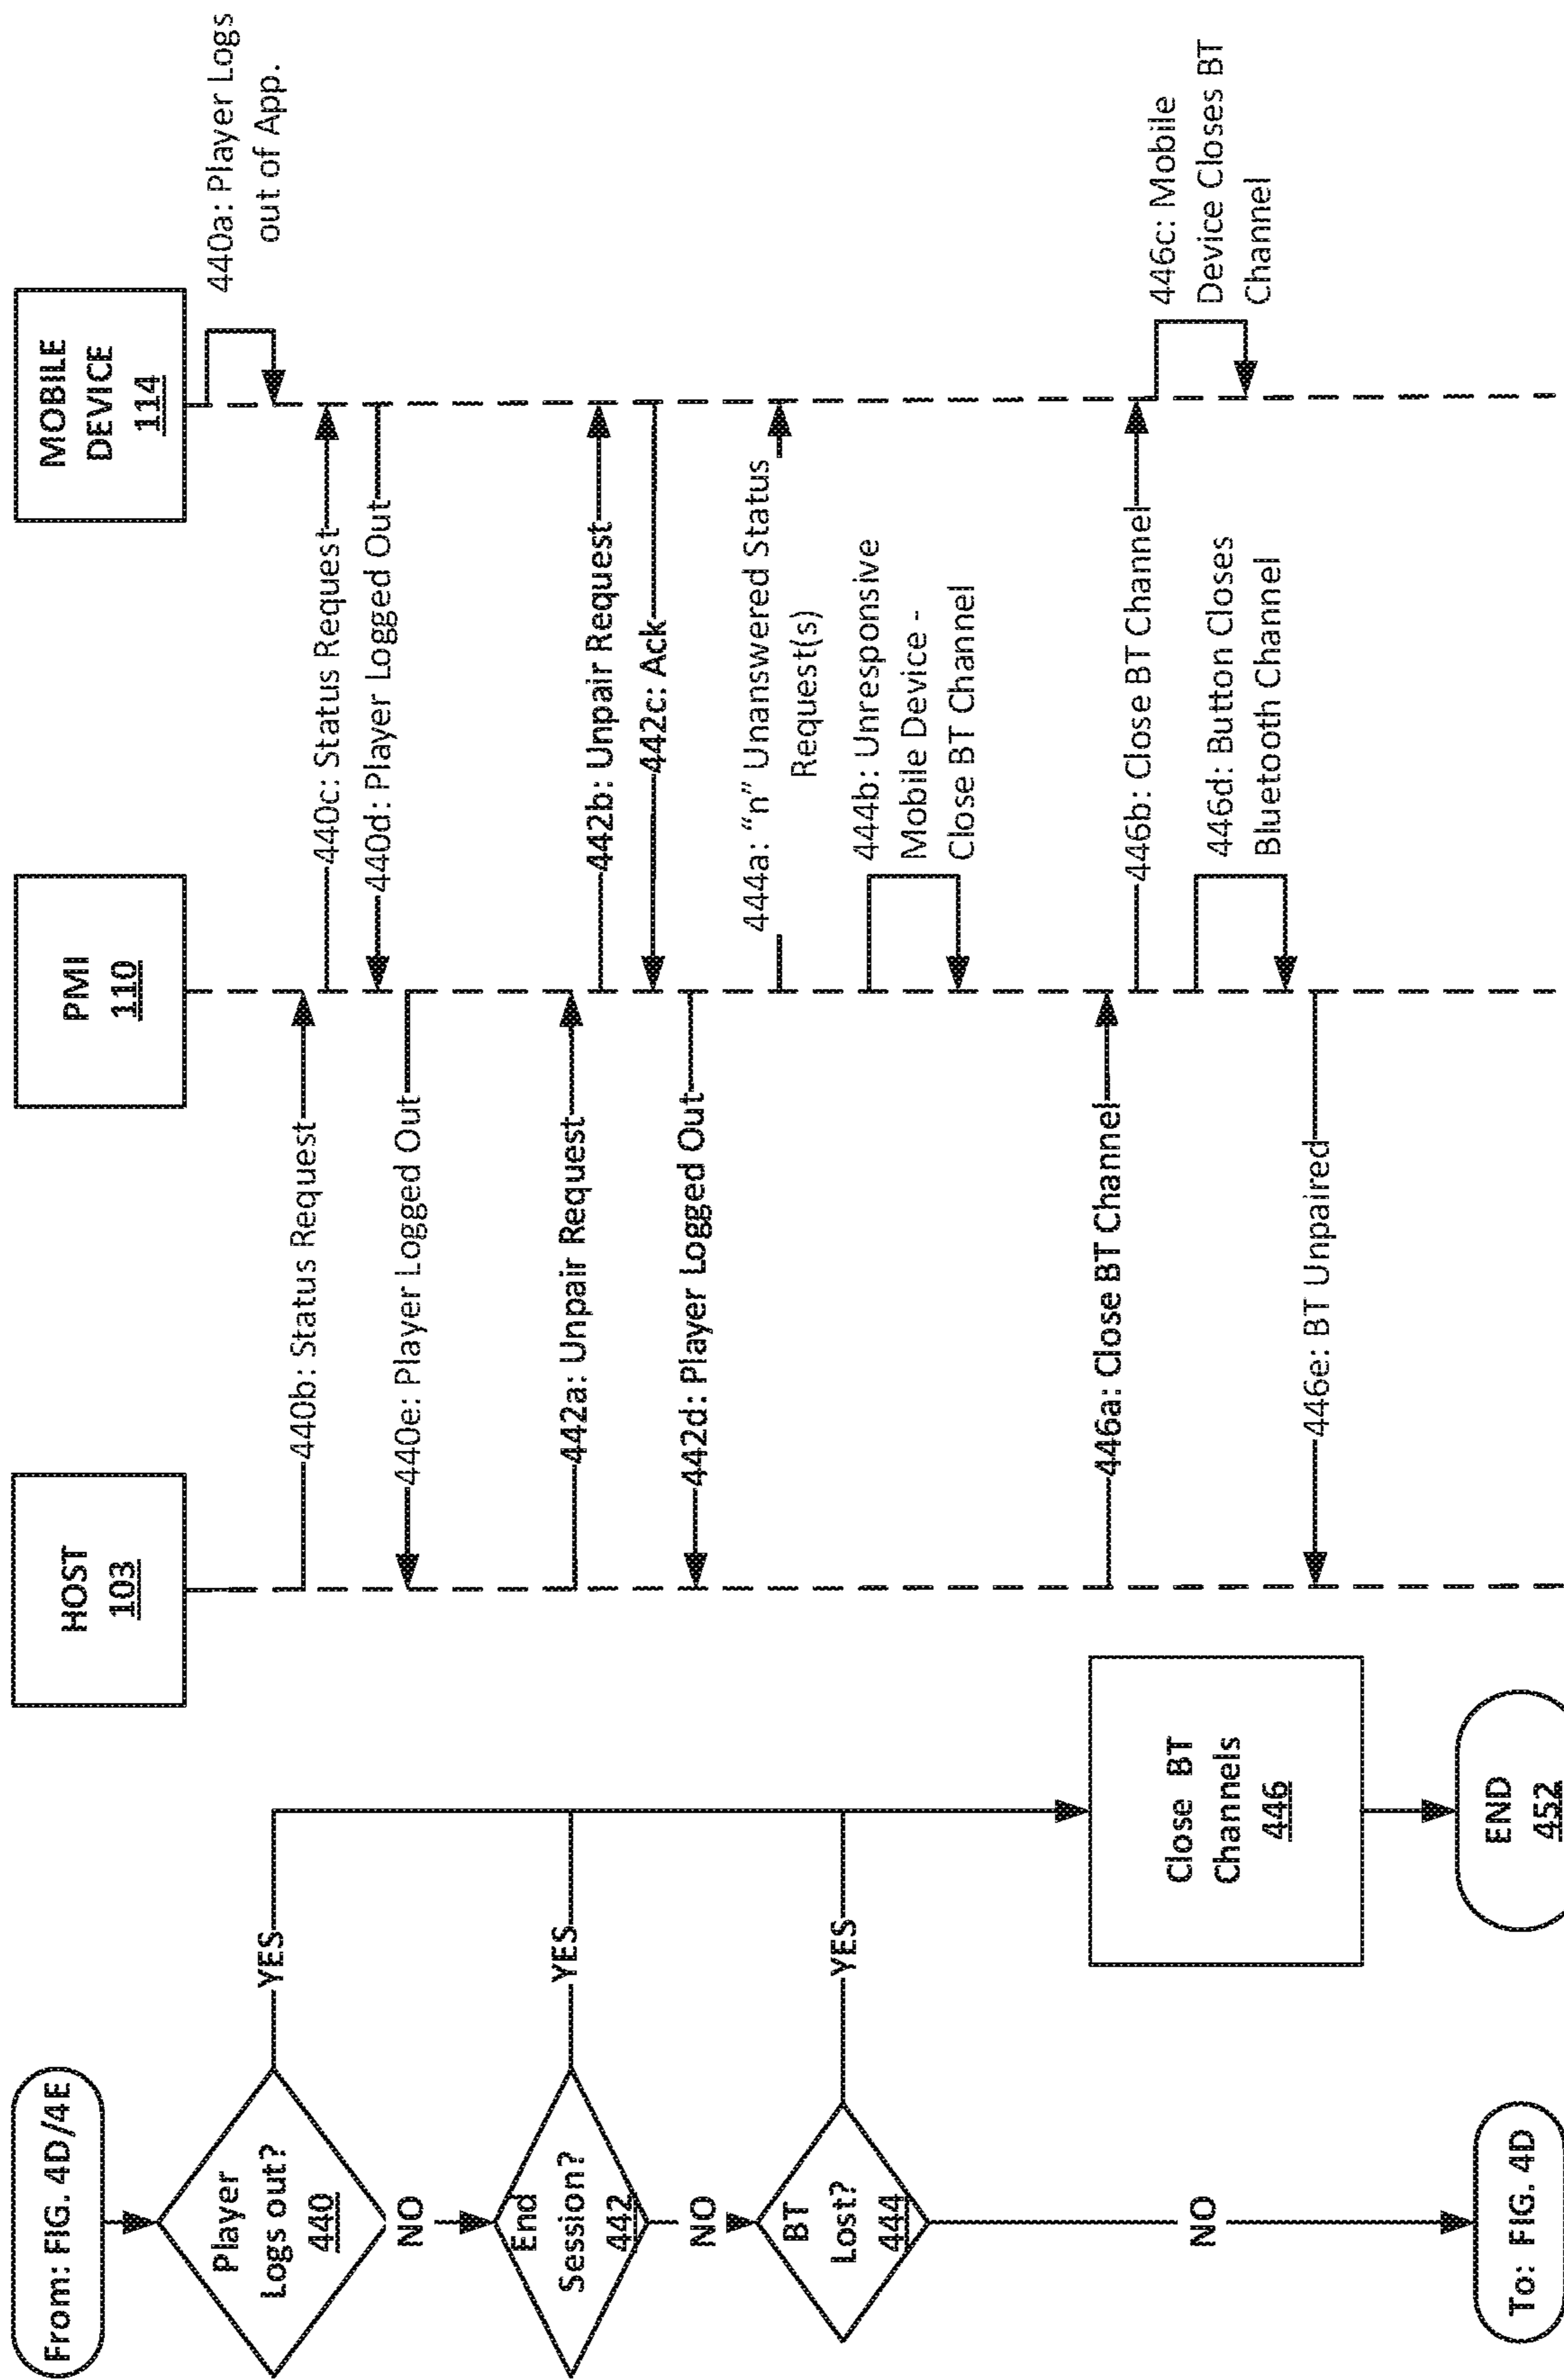 From: FIG. 4D/4E
Player
Logs out?
440
YES
NO
End
Session?
442
YES
NO
BT
Lost?
444
YES
NO
To: FIG. 4D
Close BT
Channels
446
END
452
HOST
103
PMI
110
MOBILE
DEVICE
114
440a: Player Logs
out of App.
440b: Status Request
440c: Status Request
440d: Player Logged Out
440e: Player Logged Out
442a: Unpair Request
442b: Unpair Request
442c: Ack
442d: Player Logged Out
444a: “n” Unanswered Status
Request(s)
444b: Unresponsive
Mobile Device -
Close BT Channel
446a: Close BT Channel
446b: Close BT Channel
446c: Mobile
Device Closes BT
Channel
446d: Button Closes
Bluetooth Channel
446e: BT Unpaired